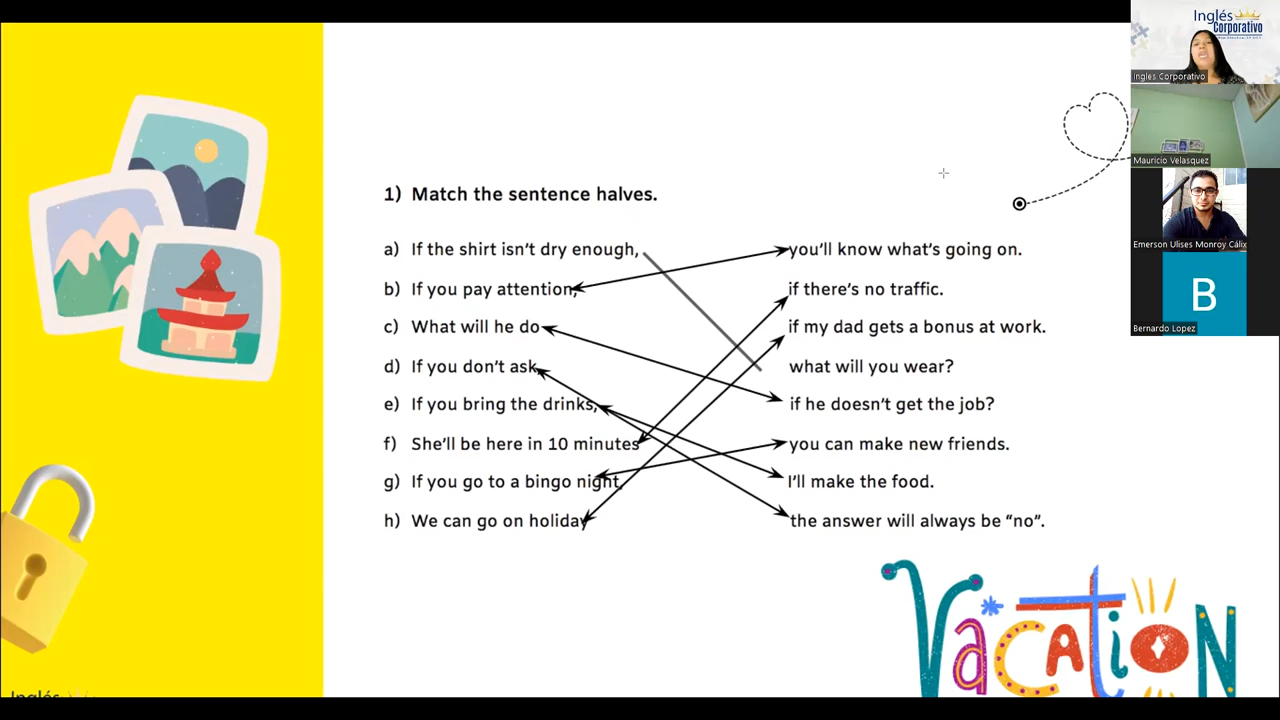 1) Match the sentence halves.
a) If the shirt isn't dry enough,
you'll know what's going on.
b) If you pay attention,
if there's no traffic.
c) What will he do
if my dad gets a bonus at work.
d) If you don't ask,
what will you wear?
e) If you bring the drinks,
if he doesn't get the job?
f) She'll be here in 10 minutes
you can make new friends.
g) If you go to a bingo night,
I'll make the food.
h) We can go on holiday
the answer will always be “no”.
VACATION
Inglés
Inglés
Corporativo
Ingles Corporativo
Mauricio Velasquez
Emerson Ulises Monroy Cálix
B
Bernardo Lopez